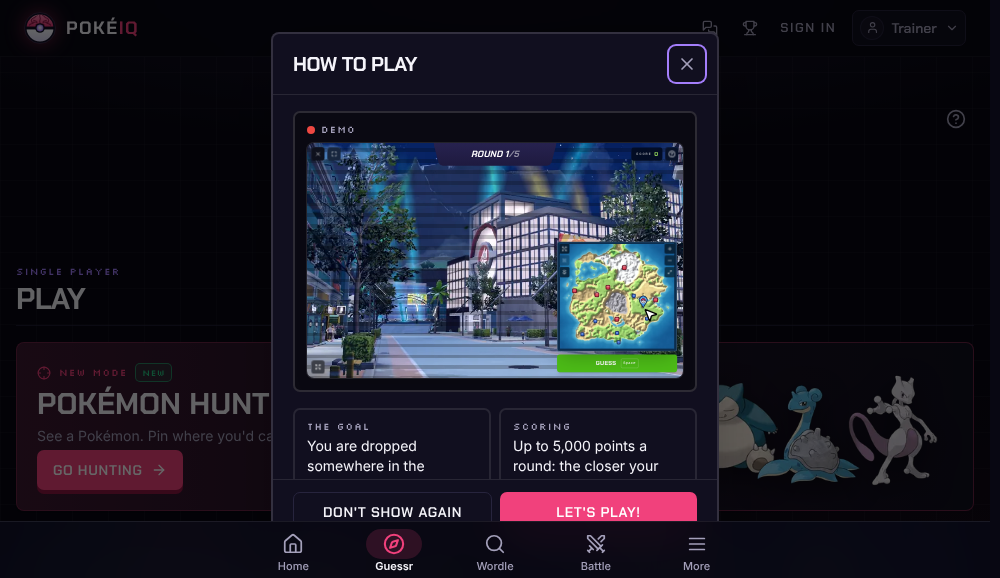 POKÉIQ
SIGN IN
Trainer
HOW TO PLAY
DEMO
ROUND 1/5
GUESS
SINGLE PLAYER
PLAY
NEW MODE NEW
POKÉMON HUNT
See a Pokémon. Pin where you'd ca
GO HUNTING
THE GOAL
You are dropped
somewhere in the
SCORING
Up to 5,000 points a
round: the closer your
DON'T SHOW AGAIN
LET'S PLAY!
Home
Guessr
Wordle
Battle
More